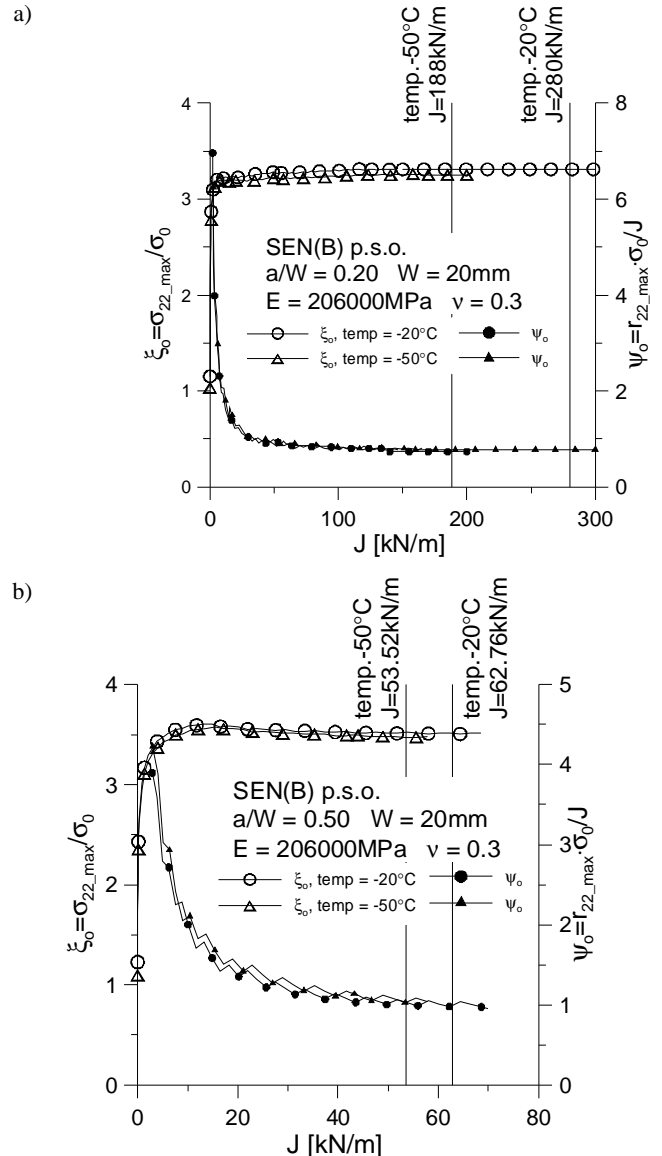 a)
temp.-50°C
J=188kN/m
temp.-20°C
J=280kN/m
4
3
2
1
0
ξo=σ22_max/σ0
8
6
4
2
0
ψo=r22_max·σ0/J
SEN(B) p.s.o.
a/W = 0.20 W = 20mm
E = 206000MPa ν = 0.3
ξo, temp = -20°C ψo
ξo, temp = -50°C ψo
0 100 200 300
J [kN/m]
b)
temp.-50°C
J=53.52kN/m
temp.-20°C
J=62.76kN/m
4
3
2
1
0
ξo=σ22_max/σ0
5
4
3
2
1
0
ψo=r22_max·σ0/J
SEN(B) p.s.o.
a/W = 0.50 W = 20mm
E = 206000MPa ν = 0.3
ξo, temp = -20°C ψo
ξo, temp = -50°C ψo
0 20 40 60 80
J [kN/m]